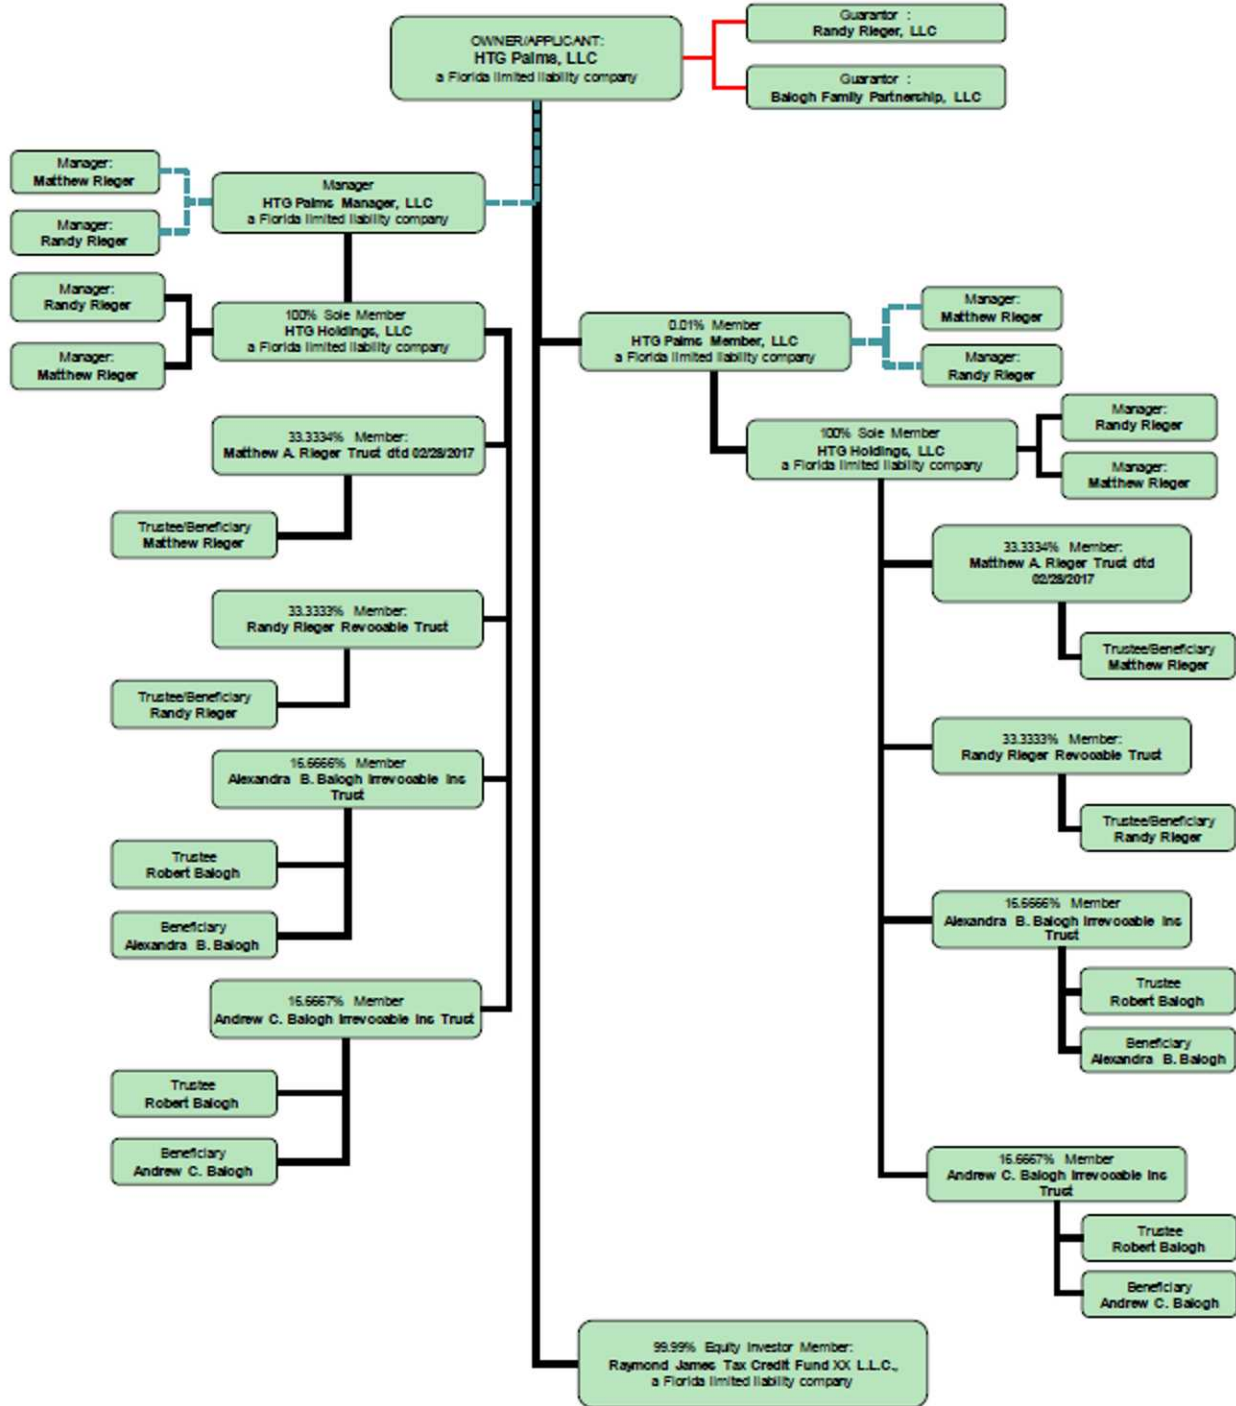 OWNER/APPLICANT:
HTG Palms, LLC
a Florida limited liability company
Guarantor :
Randy Rieger, LLC
Guarantor :
Balogh Family Partnership, LLC
Manager:
Matthew Rieger
Manager:
Randy Rieger
Manager
HTG Palms Manager, LLC
a Florida limited liability company
Manager:
Randy Rieger
Manager:
Matthew Rieger
100% Sole Member
HTG Holdings, LLC
a Florida limited liability company
33.3334% Member:
Matthew A. Rieger Trust dtd 02/28/2017
Trustee/Beneficiary
Matthew Rieger
33.3333% Member:
Randy Rieger Revocable Trust
Trustee/Beneficiary
Randy Rieger
16.6666% Member
Alexandra B. Balogh Irrevocable Ins
Trust
Trustee
Robert Balogh
Beneficiary
Alexandra B. Balogh
16.6667% Member
Andrew C. Balogh Irrevocable Ins Trust
Trustee
Robert Balogh
Beneficiary
Andrew C. Balogh
0.01% Member
HTG Palms Member, LLC
a Florida limited liability company
Manager:
Matthew Rieger
Manager:
Randy Rieger
100% Sole Member
HTG Holdings, LLC
a Florida limited liability company
Manager:
Randy Rieger
Manager:
Matthew Rieger
33.3334% Member:
Matthew A. Rieger Trust dtd
02/28/2017
Trustee/Beneficiary
Matthew Rieger
33.3333% Member:
Randy Rieger Revocable Trust
Trustee/Beneficiary
Randy Rieger
16.6666% Member
Alexandra B. Balogh Irrevocable Ins
Trust
Trustee
Robert Balogh
Beneficiary
Alexandra B. Balogh
16.6667% Member
Andrew C. Balogh Irrevocable Ins
Trust
Trustee
Robert Balogh
Beneficiary
Andrew C. Balogh
99.99% Equity Investor Member:
Raymond James Tax Credit Fund XX L.L.C.,
a Florida limited liability company